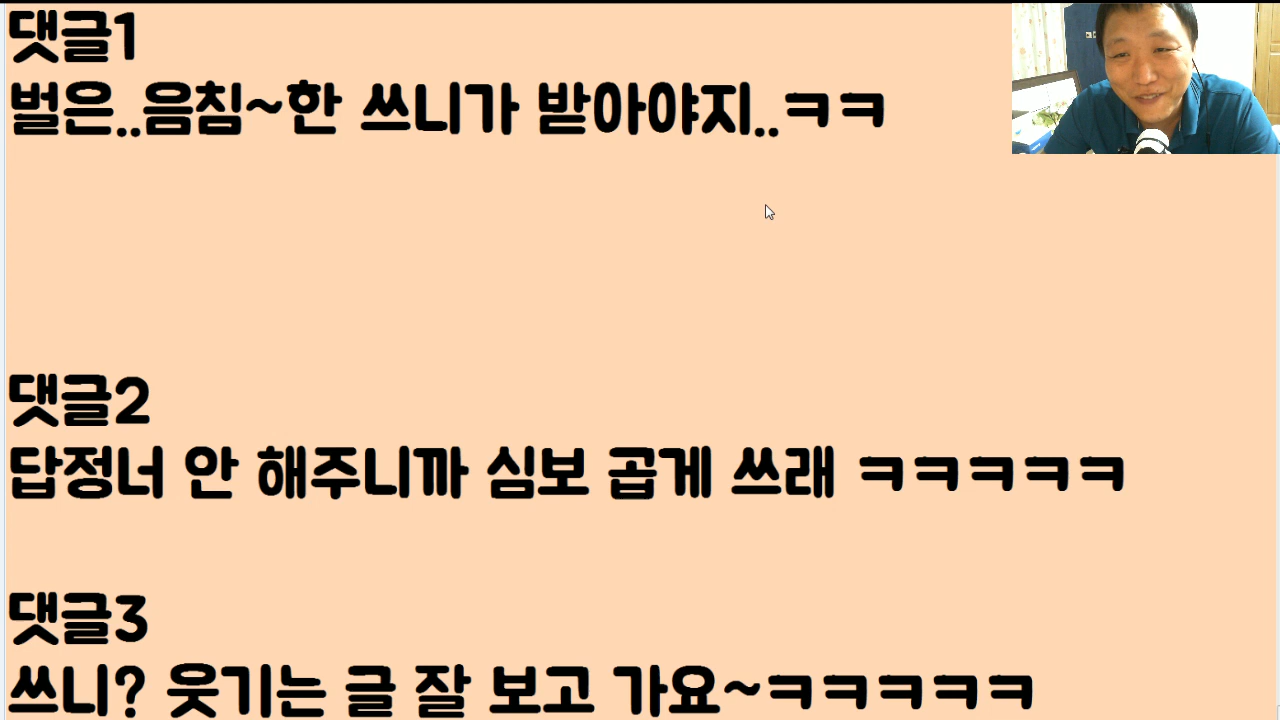 댓글1
벌은..음침~한 쓰니가 받아야지..ㅋㅋ
댓글2
답정너 안 해주니까 심보 곱게 쓰래 ㅋㅋㅋㅋㅋ
댓글3
쓰니? 웃기는 글 잘 보고 가요~ㅋㅋㅋㅋㅋ